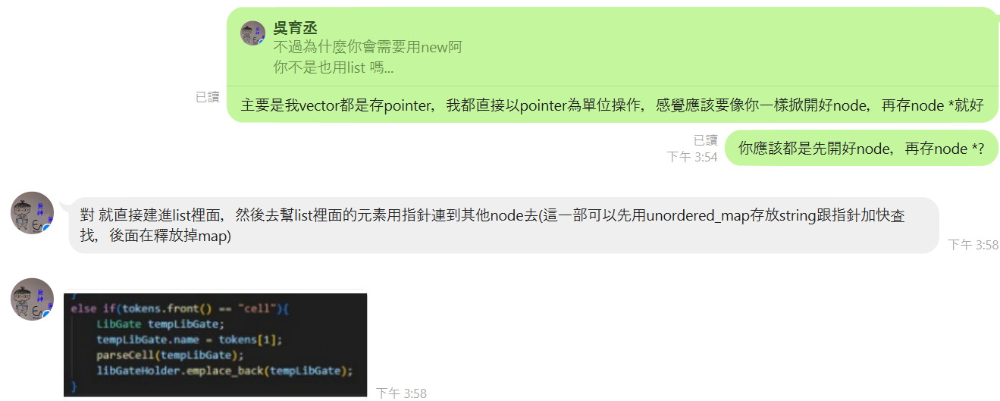 吳育丞
不過為什麼你會需要用new阿
你不是也用list 嗎...
已讀
主要是我vector都是存pointer，我都直接以pointer為單位操作，感覺應該要像你一樣掀開好node，再存node *就好
已讀
下午 3:54
你應該都是先開好node，再存node *?
對 就直接建進list裡面，然後去幫list裡面的元素用指針連到其他node去(這一部可以先用unordered_map存放string跟指針加快查
找，後面在釋放掉map)
下午 3:58
}
else if(tokens.front() == "cell"){
LibGate tempLibGate;
tempLibGate.name = tokens[1];
parseCell(tempLibGate);
libGateHolder.emplace_back(tempLibGate);
}
下午 3:58